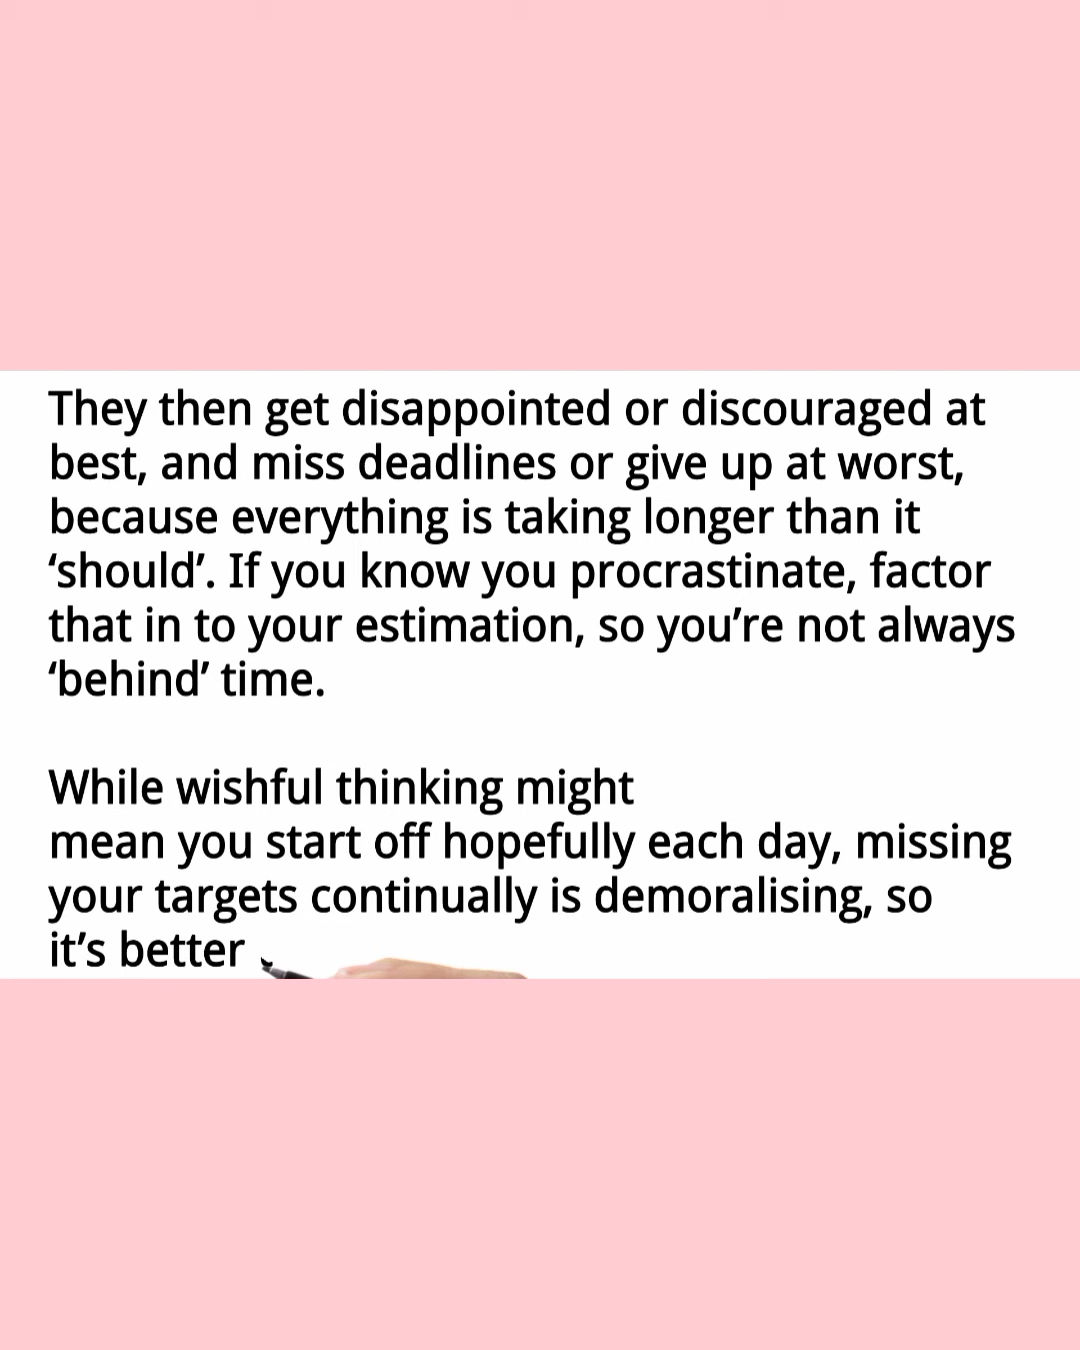 They then get disappointed or discouraged at
best, and miss deadlines or give up at worst,
because everything is taking longer than it
‘should’. If you know you procrastinate, factor
that in to your estimation, so you’re not always
‘behind’ time.
While wishful thinking might
mean you start off hopefully each day, missing
your targets continually is demoralising, so
it’s better